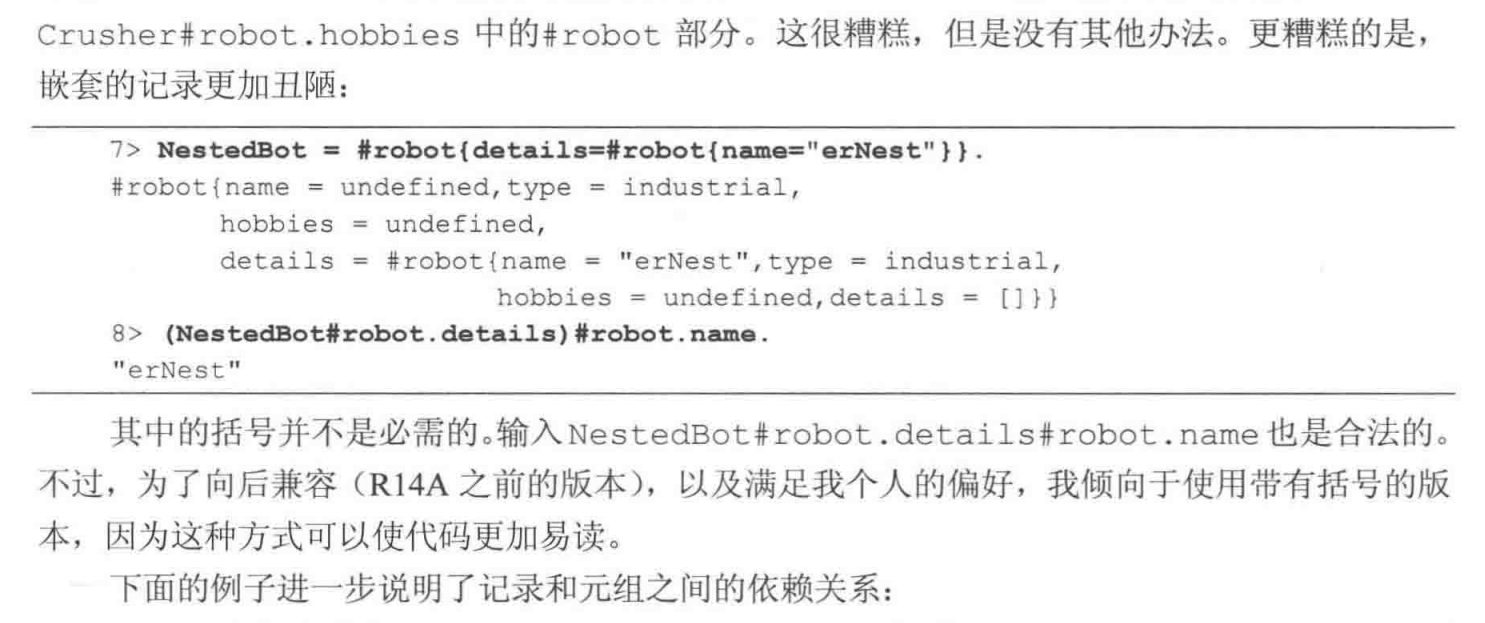 Crusher#robot.hobbies 中的#robot 部分。这很糟糕，但是没有其他办法。更糟糕的是，
嵌套的记录更加丑陋：
7> NestedBot = #robot{details=#robot{name="erNest"}}.
#robot{name = undefined,type = industrial,
hobbies = undefined,
details = #robot{name = "erNest",type = industrial,
hobbies = undefined,details = []}}
8> (NestedBot#robot.details)#robot.name.
"erNest"
其中的括号并不是必需的。输入NestedBot#robot.details#robot.name也是合法的。
不过，为了向后兼容（R14A 之前的版本），以及满足我个人的偏好，我倾向于使用带有括号的版
本，因为这种方式可以使代码更加易读。
下面的例子进一步说明了记录和元组之间的依赖关系：